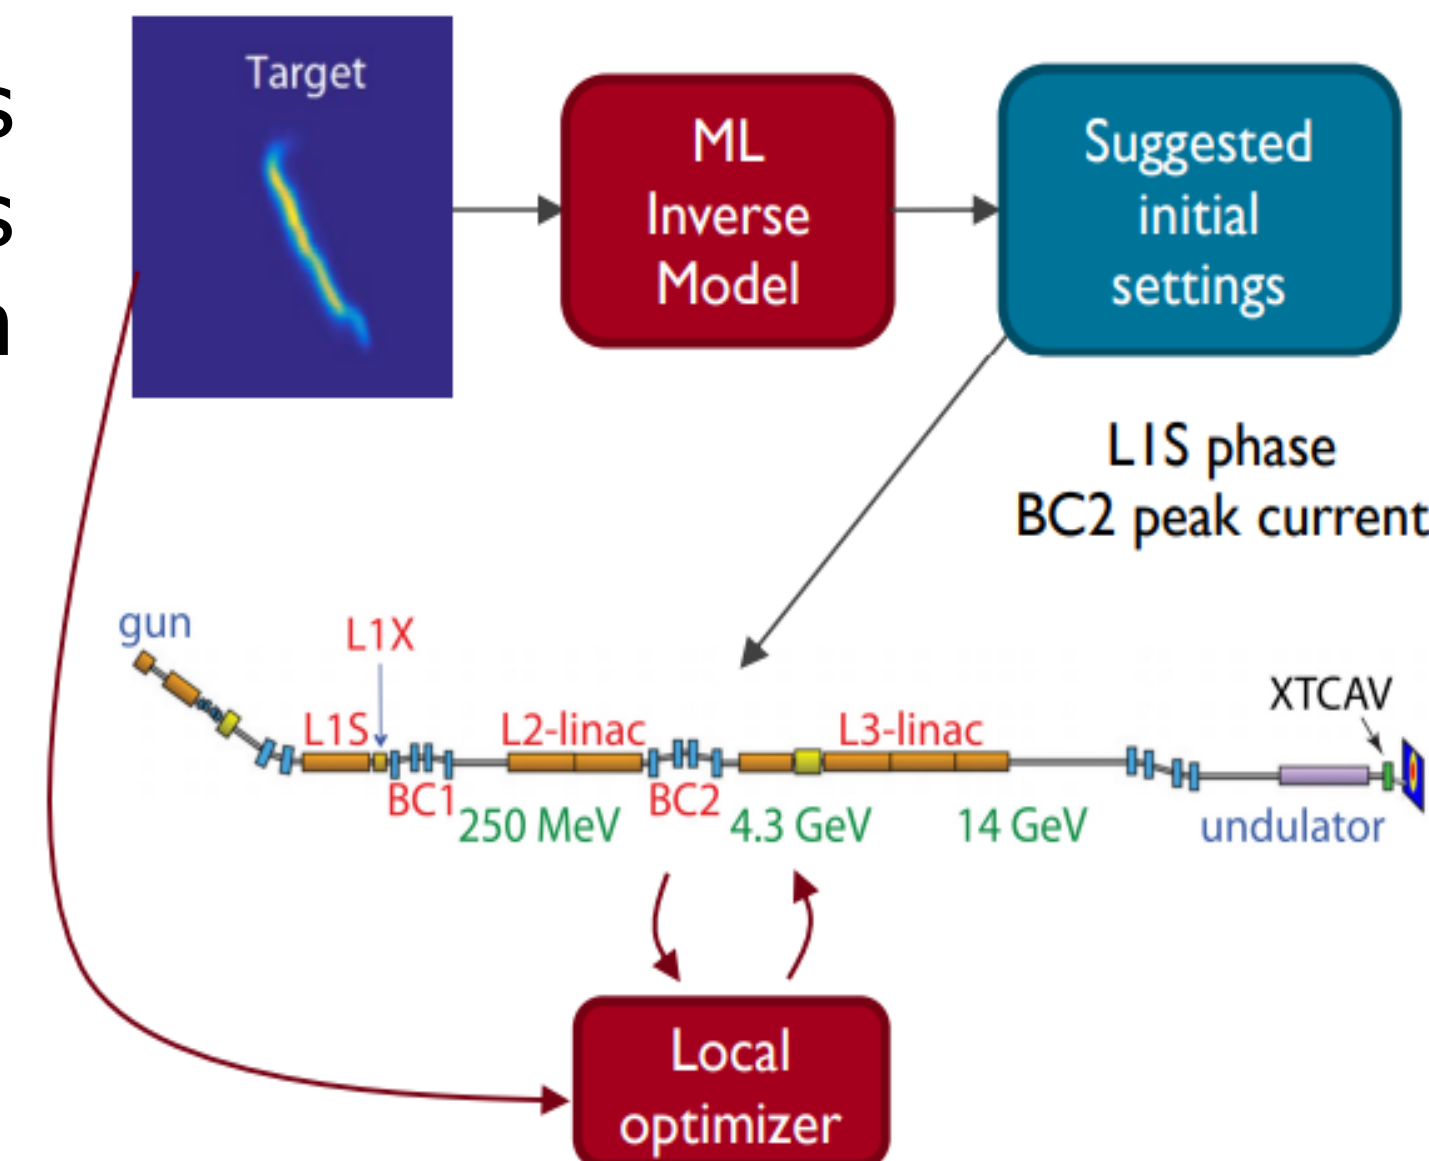 s
s
n
Target
ML
Inverse
Model
Suggested
initial
settings
L1S phase
BC2 peak current
gun
L1X
XTCAV
L1S
L2-linac
L3-linac
BC1
BC2
250 MeV
4.3 GeV
14 GeV
undulator
Local
optimizer